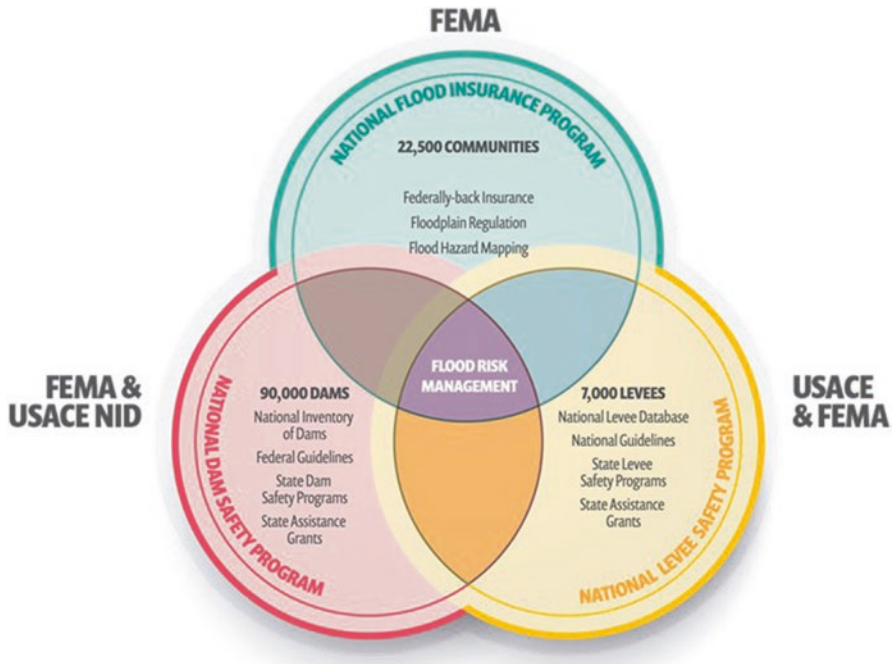 FEMA
NATIONAL FLOOD INSURANCE PROGRAM
22,500 COMMUNITIES
Federally-back Insurance
Floodplain Regulation
Flood Hazard Mapping
FLOOD RISK
MANAGEMENT
FEMA &
USACE NID
NATIONAL DAM SAFETY PROGRAM
90,000 DAMS
National Inventory
of Dams
Federal Guidelines
State Dam
Safety Programs
State Assistance
Grants
7,000 LEVEES
National Levee Database
National Guidelines
State Levee
Safety Programs
State Assistance
Grants
NATIONAL LEVEE SAFETY PROGRAM
USACE
& FEMA